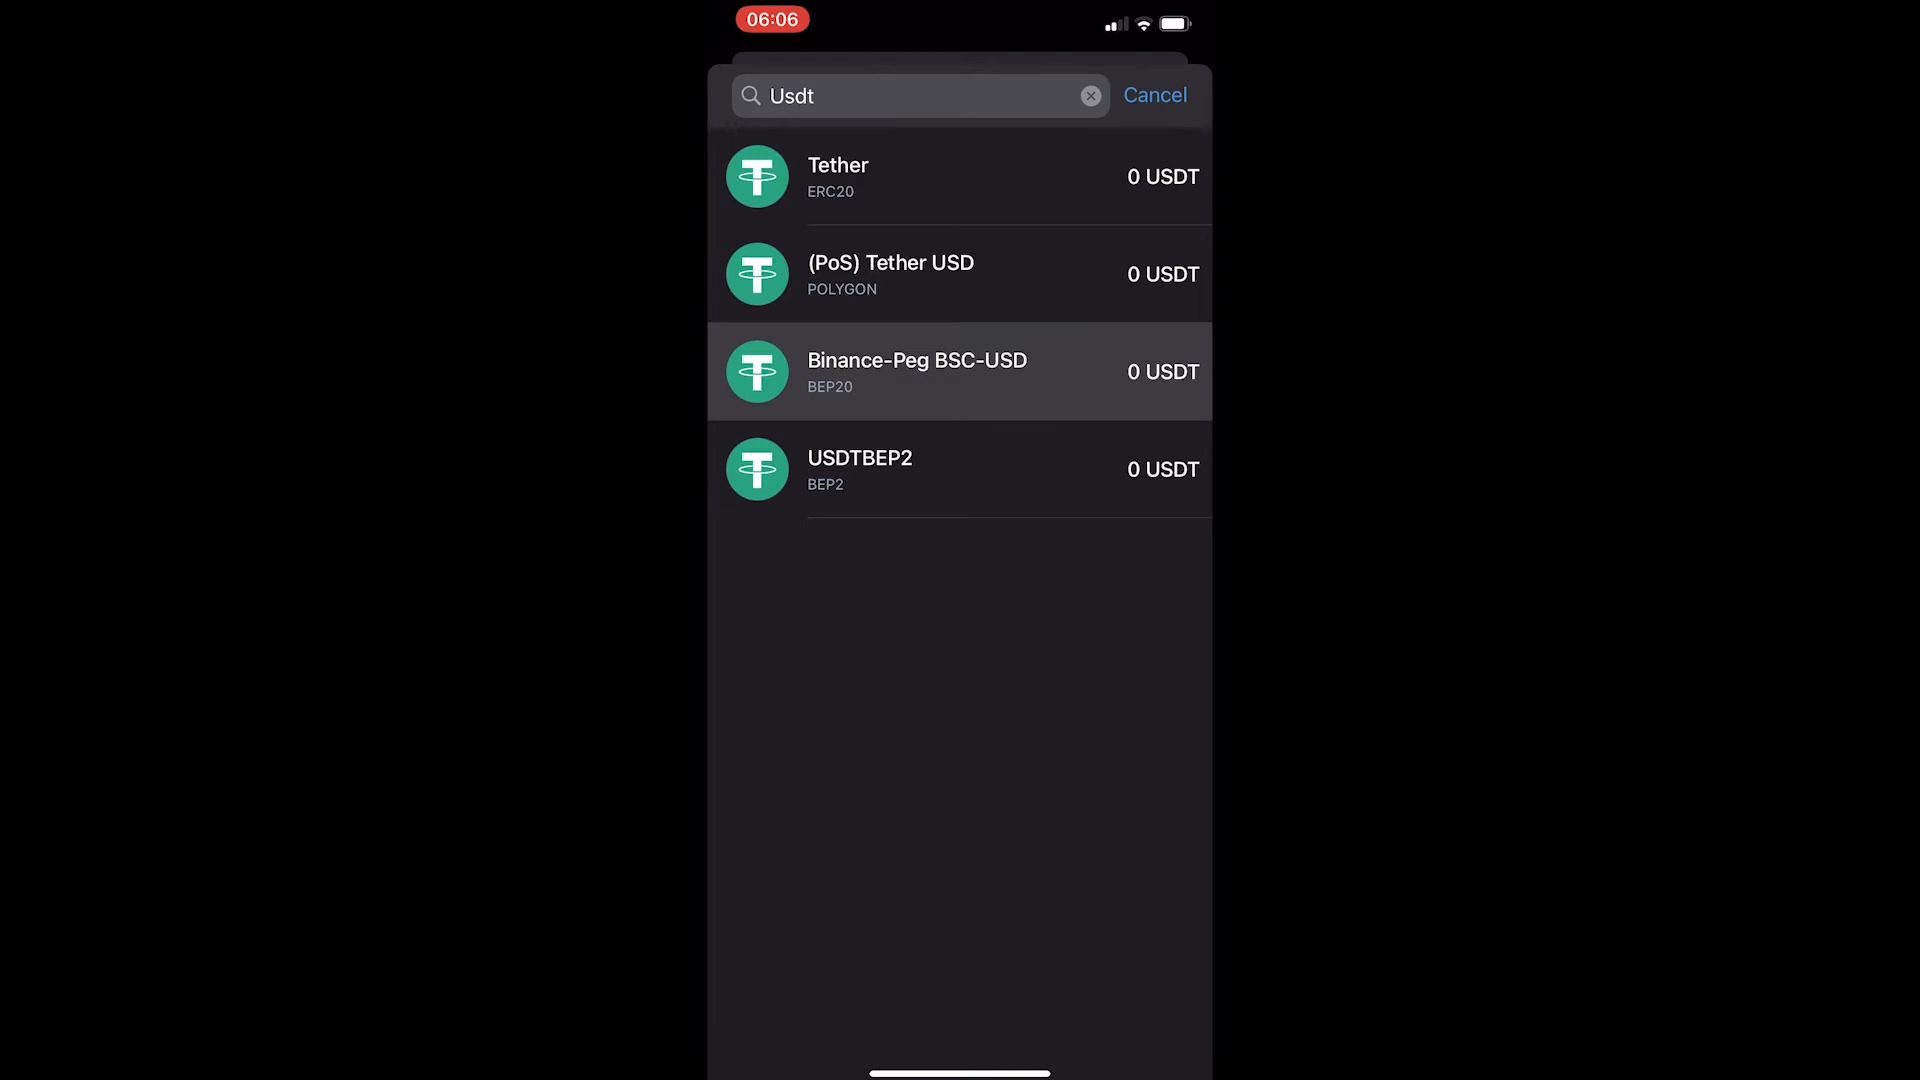 06:06
Usdt
Cancel
Tether
ERC20
0 USDT
(PoS) Tether USD
POLYGON
0 USDT
Binance-Peg BSC-USD
BEP20
0 USDT
USDTBEP2
BEP2
0 USDT